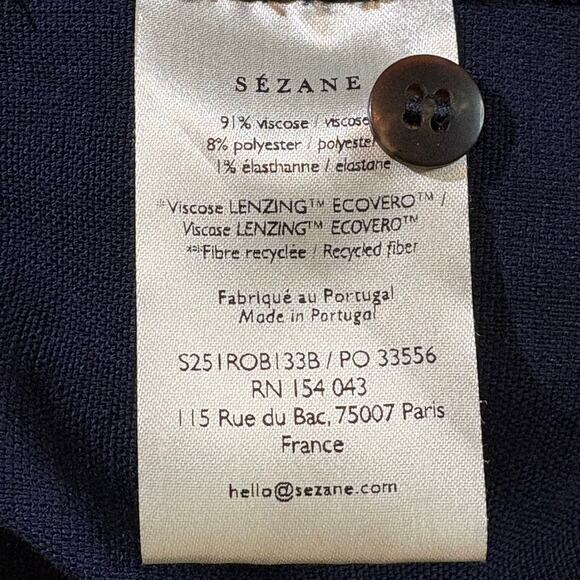 SÉZANE
91% viscose / viscose
8% polyester / polyester
1% élasthanne / elastane
*Viscose LENZING™ ECOVERO™ /
Viscose LENZING™ ECOVERO™
**Fibre recyclée / Recycled fiber
Fabriqué au Portugal
Made in Portugal
S251ROB133B / PO 33556
RN 154 043
115 Rue du Bac, 75007 Paris
France
hello@sezane.com